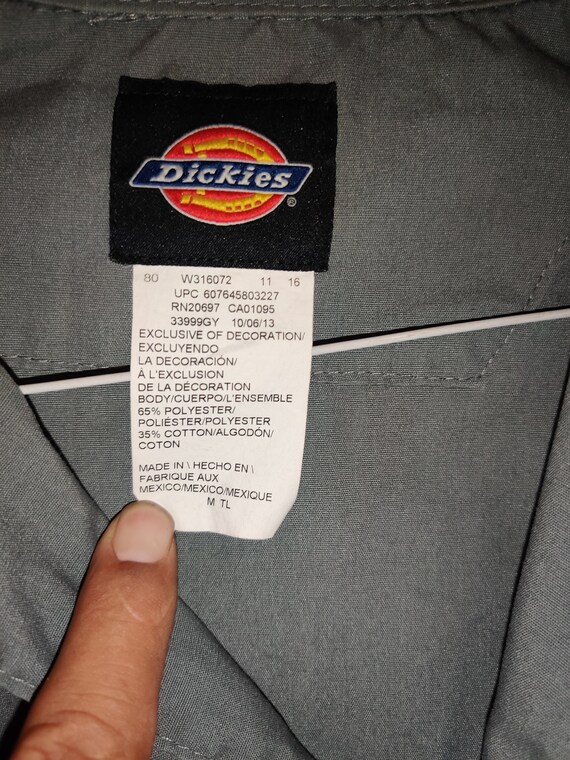 Dickies ®
80 W316072 11 16
UPC 607645803227
RN20697 CA01095
33999GY 10/06/13
EXCLUSIVE OF DECORATION/
EXCLUYENDO
LA DECORACIÓN/
À L'EXCLUSION
DE LA DÉCORATION
BODY/CUERPO/L'ENSEMBLE
65% POLYESTER/
POLIÉSTER/POLYESTER
35% COTTON/ALGODÓN/
COTON
MADE IN \ HECHO EN \
FABRIQUE AUX
MEXICO/MEXICO/MEXIQUE
M TL